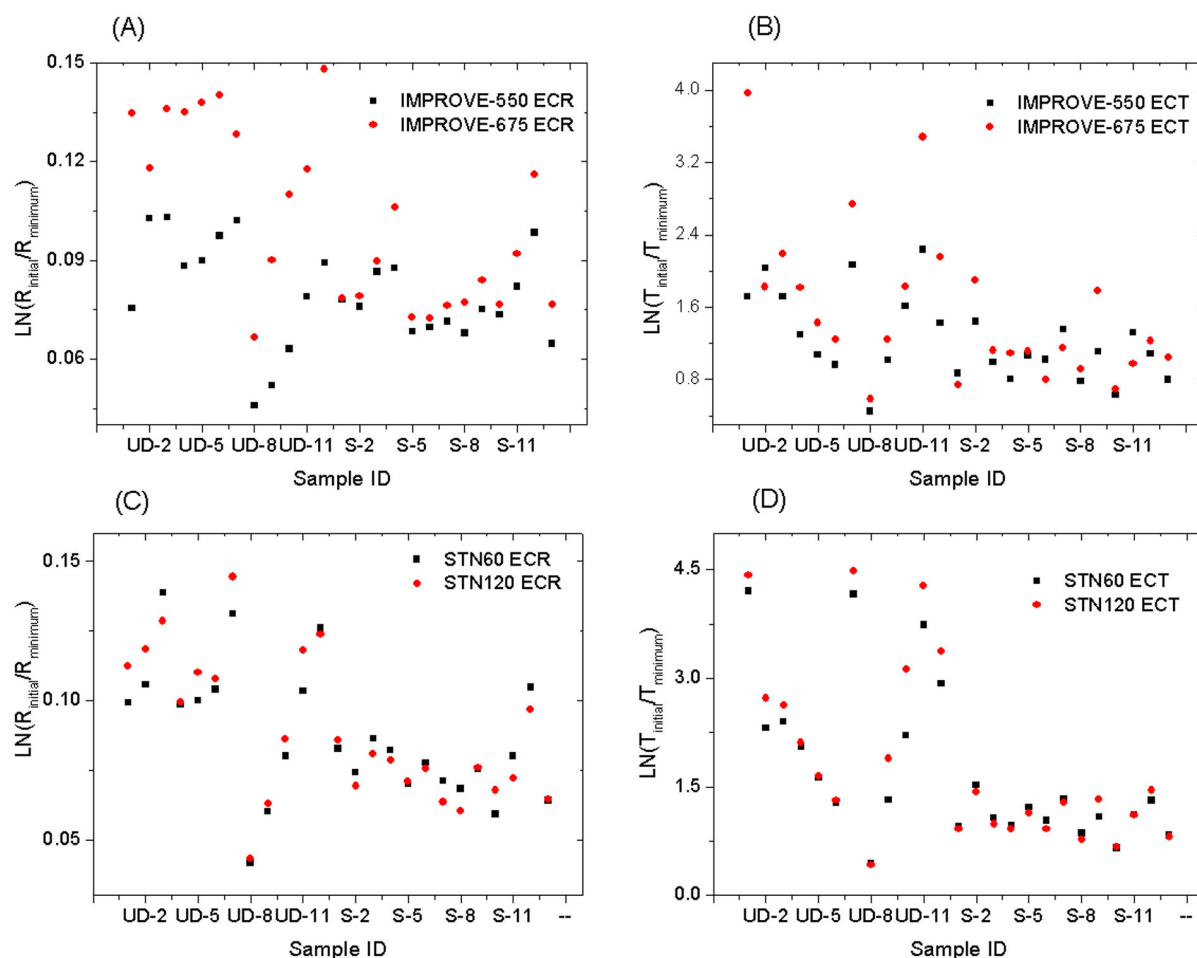 (A)
0.15
0.12
0.09
0.06
LN(R_initial/R_minimum)
IMPROVE-550 ECR
IMPROVE-675 ECR
UD-2 UD-5 UD-8 UD-11 S-2 S-5 S-8 S-11
Sample ID
(B)
4.0
3.2
2.4
1.6
0.8
LN(T_initial/T_minimum)
IMPROVE-550 ECT
IMPROVE-675 ECT
UD-2 UD-5 UD-8 UD-11 S-2 S-5 S-8 S-11
Sample ID
(C)
0.15
0.10
0.05
LN(R_initial/R_minimum)
STN60 ECR
STN120 ECR
UD-2 UD-5 UD-8 UD-11 S-2 S-5 S-8 S-11 --
Sample ID
(D)
4.5
3.0
1.5
0.0
LN(T_initial/T_minimum)
STN60 ECT
STN120 ECT
UD-2 UD-5 UD-8 UD-11 S-2 S-5 S-8 S-11 --
Sample ID